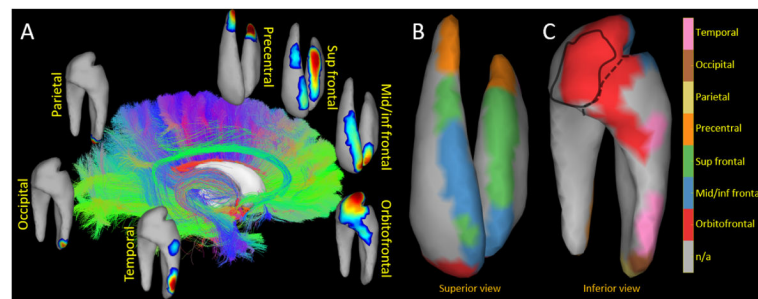 A
Parietal
Occipital
Temporal
Precentral
Sup frontal
Mid/inf frontal
Orbitofrontal
B
Superior view
C
Inferior view
Temporal
Occipital
Parietal
Precentral
Sup frontal
Mid/inf fronta
Orbitofrontal
n/a